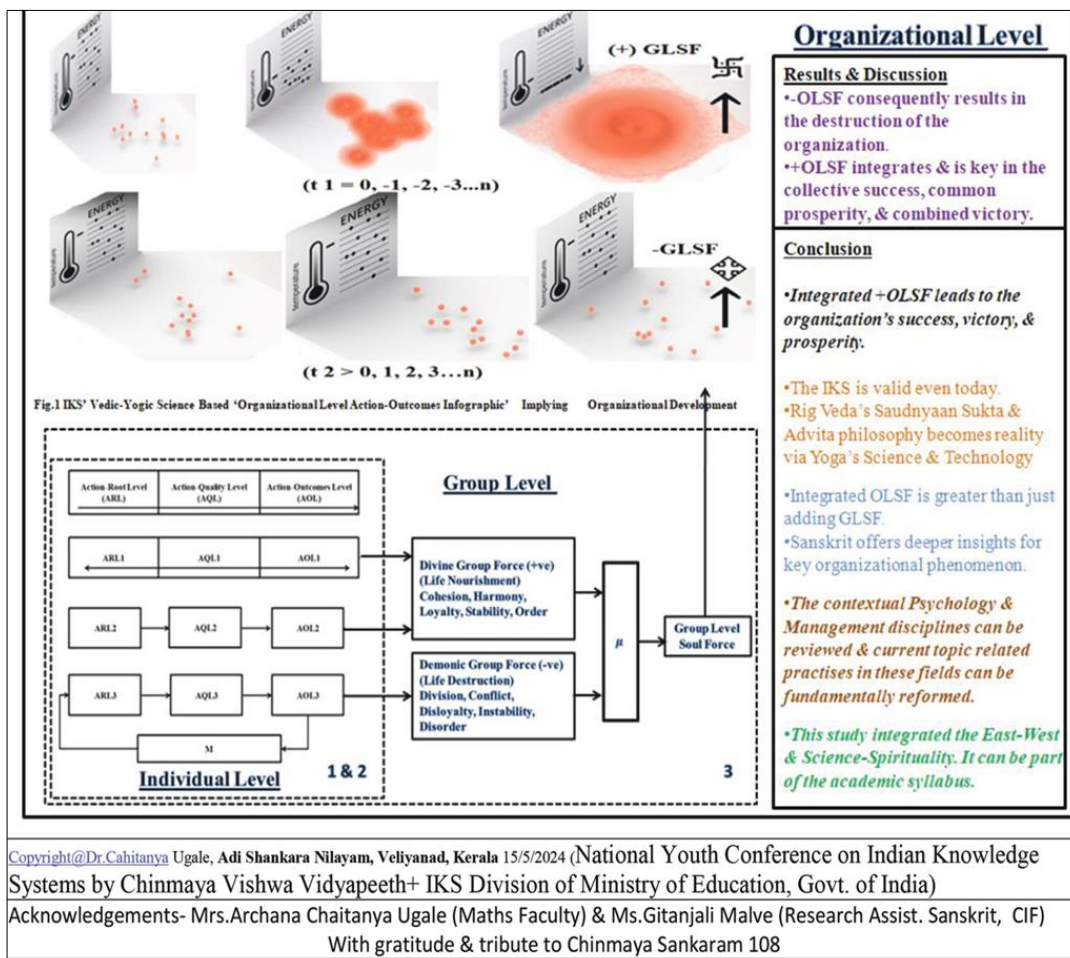 ENERGY
temperature
ENERGY
temperature
ENERGY
temperature
(+) GLSF
(t 1 = 0, -1, -2, -3...n)
ENERGY
temperature
ENERGY
temperature
ENERGY
temperature
-GLSF
(t 2 > 0, 1, 2, 3...n)
Fig.1 IKS' Vedic-Yogic Science Based 'Organizational Level Action-Outcomes Infographic' Implying Organizational Development
Action-Root Level
(ARL)
Action-Quality Level
(AQL)
Action-Outcomes Level
(AOL)
Group Level
ARL1
AQL1
AOL1
ARL2
AQL2
AOL2
ARL3
AQL3
AOL3
M
Individual Level
1 & 2
Divine Group Force (+ve)
(Life Nourishment)
Cohesion, Harmony,
Loyalty, Stability, Order
Demonic Group Force (-ve)
(Life Destruction)
Division, Conflict,
Disloyalty, Instability,
Disorder
μ
Group Level
Soul Force
3
Organizational Level
Results & Discussion
•-OLSF consequently results in
the destruction of the
organization.
•+OLSF integrates & is key in the
collective success, common
prosperity, & combined victory.
Conclusion
•Integrated +OLSF leads to the
organization's success, victory, &
prosperity.
•The IKS is valid even today.
•Rig Veda's Saudnyaan Sukta &
Advita philosophy becomes reality
via Yoga's Science & Technology
•Integrated OLSF is greater than just
adding GLSF.
•Sanskrit offers deeper insights for
key organizational phenomenon.
•The contextual Psychology &
Management disciplines can be
reviewed & current topic related
practises in these fields can be
fundamentally reformed.
•This study integrated the East-West
& Science-Spirituality. It can be part
of the academic syllabus.
Copyright@Dr.Cahitanya Ugale, Adi Shankara Nilayam, Veliyanad, Kerala 15/5/2024 (National Youth Conference on Indian Knowledge
Systems by Chinmaya Vishwa Vidyapeeth+ IKS Division of Ministry of Education, Govt. of India)
Acknowledgements- Mrs.Archana Chaitanya Ugale (Maths Faculty) & Ms.Gitanjali Malve (Research Assist. Sanskrit, CIF)
With gratitude & tribute to Chinmaya Sankaram 108